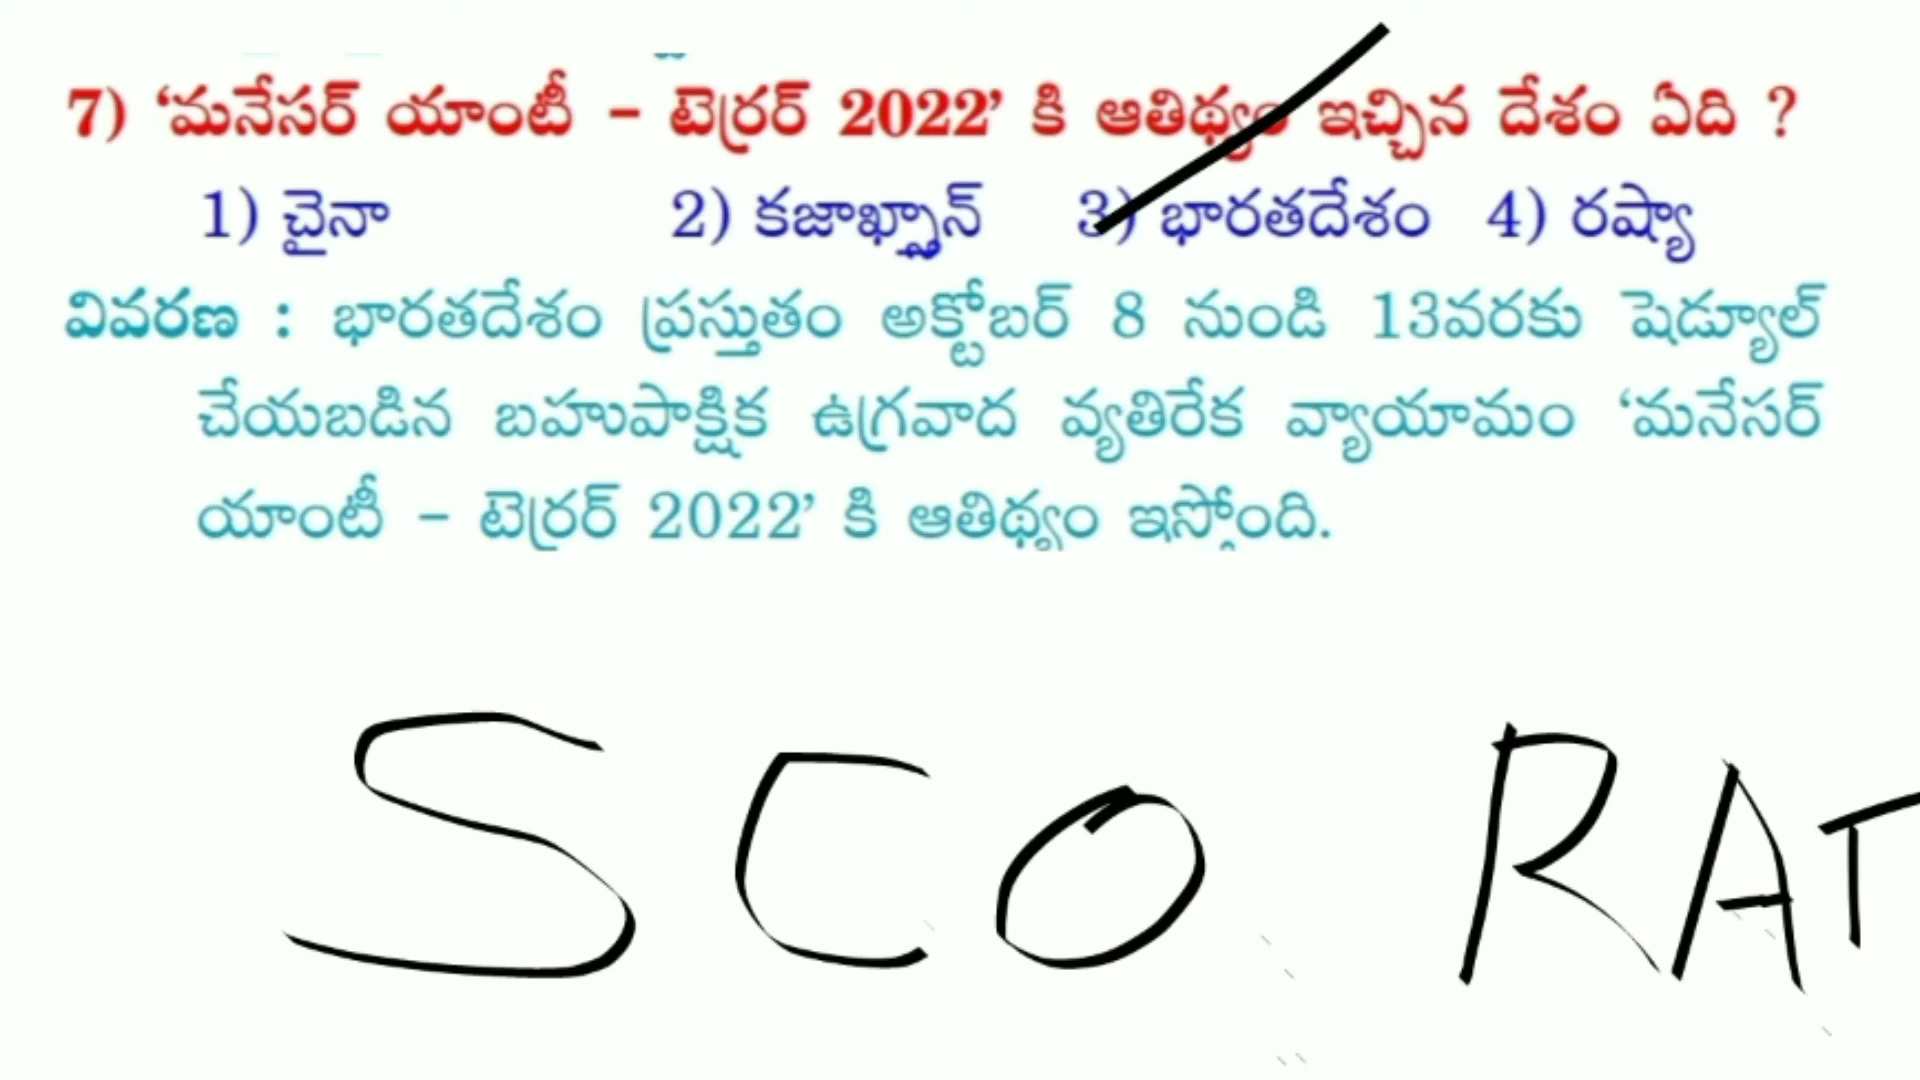 7) ‘మనేసర్ యాంటీ – టెర్రర్ 2022’ కి ఆతిథ్యం ఇచ్చిన దేశం ఏది ?
1) చైనా 2) కజాఖ్స్తాన్ 3) భారతదేశం 4) రష్యా
వివరణ : భారతదేశం ప్రస్తుతం అక్టోబర్ 8 నుండి 13వరకు షెడ్యూల్
చేయబడిన బహుపాక్షిక ఉగ్రవాద వ్యతిరేక వ్యాయామం ‘మనేసర్
యాంటీ – టెర్రర్ 2022’ కి ఆతిథ్యం ఇస్తోంది.
SCO RAT